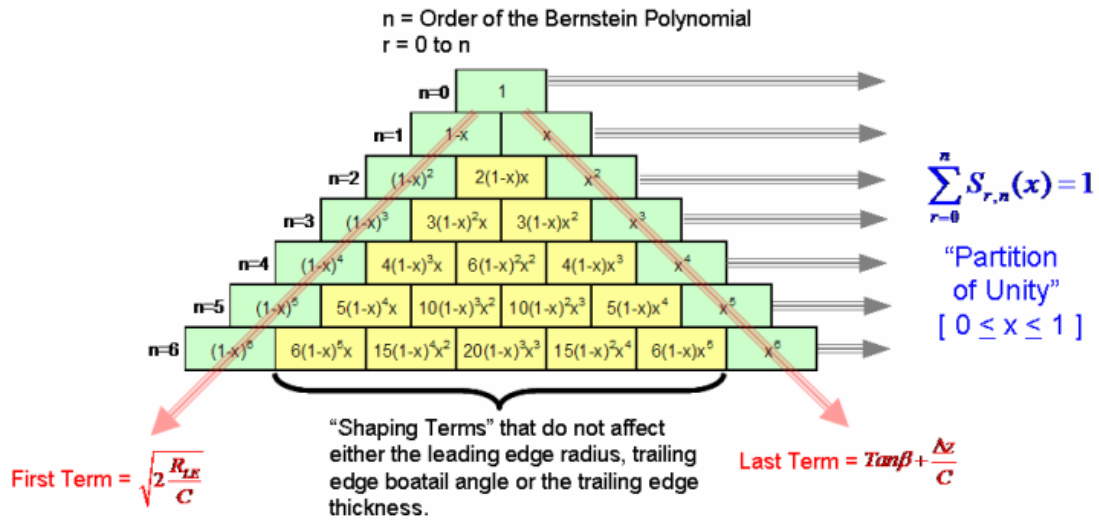 n = Order of the Bernstein Polynomial
r = 0 to n
n=0 1
n=1 1-x x
n=2 (1-x)² 2(1-x)x x²
n=3 (1-x)³ 3(1-x)²x 3(1-x)x² x³
n=4 (1-x)⁴ 4(1-x)³x 6(1-x)²x² 4(1-x)x³ x⁴
n=5 (1-x)⁵ 5(1-x)⁴x 10(1-x)³x² 10(1-x)²x³ 5(1-x)x⁴ x⁵
n=6 (1-x)⁶ 6(1-x)⁵x 15(1-x)⁴x² 20(1-x)³x³ 15(1-x)²x⁴ 6(1-x)x⁵ x⁶
∑_{r=0}^{n} S_{r,n}(x) = 1
“Partition
of Unity”
[ 0 ≤ x ≤ 1 ]
“Shaping Terms” that do not affect
either the leading edge radius, trailing
edge boatail angle or the trailing edge
thickness.
First Term = √(2 R_{LE}/C)
Last Term = Tanβ + Δz/C